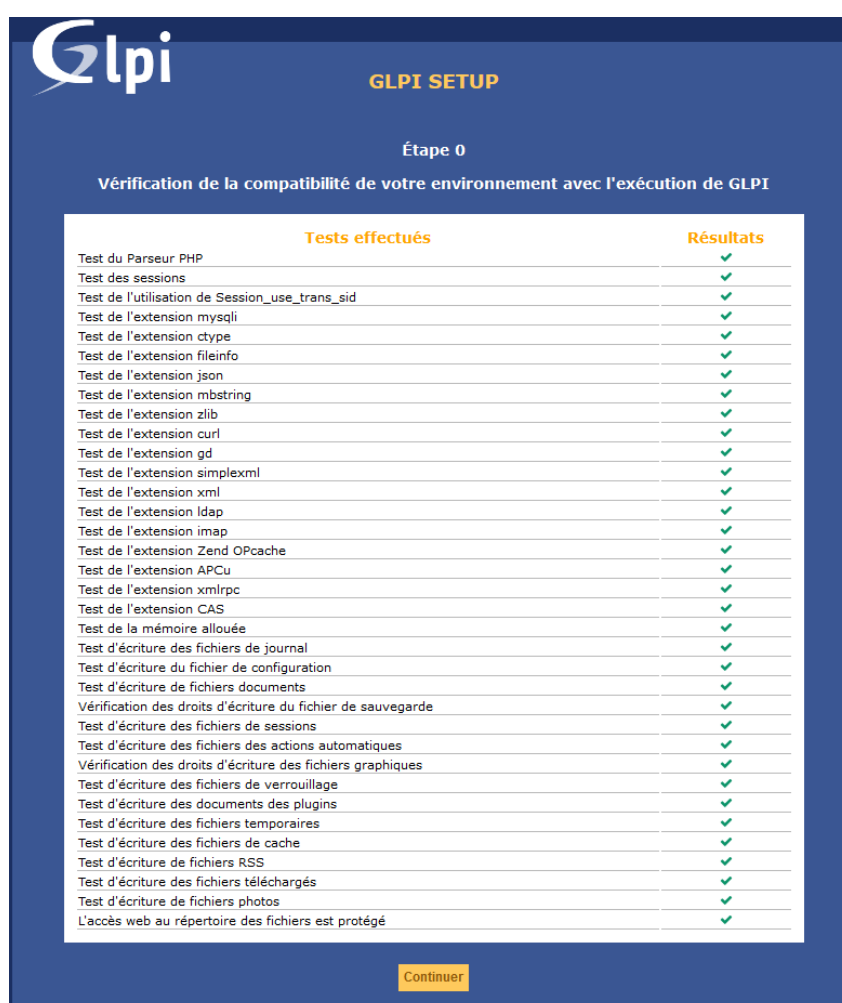 Glpi
GLPI SETUP
Étape 0
Vérification de la compatibilité de votre environnement avec l'exécution de GLPI
Tests effectués Résultats
Test du Parseur PHP
Test des sessions
Test de l'utilisation de Session_use_trans_sid
Test de l'extension mysqli
Test de l'extension ctype
Test de l'extension fileinfo
Test de l'extension json
Test de l'extension mbstring
Test de l'extension zlib
Test de l'extension curl
Test de l'extension gd
Test de l'extension simplexml
Test de l'extension xml
Test de l'extension ldap
Test de l'extension imap
Test de l'extension Zend OPcache
Test de l'extension APCu
Test de l'extension xmlrpc
Test de l'extension CAS
Test de la mémoire allouée
Test d'écriture des fichiers de journal
Test d'écriture du fichier de configuration
Test d'écriture de fichiers documents
Vérification des droits d'écriture du fichier de sauvegarde
Test d'écriture des fichiers de sessions
Test d'écriture des fichiers des actions automatiques
Vérification des droits d'écriture des fichiers graphiques
Test d'écriture des fichiers de verrouillage
Test d'écriture des documents des plugins
Test d'écriture des fichiers temporaires
Test d'écriture des fichiers de cache
Test d'écriture de fichiers RSS
Test d'écriture des fichiers téléchargés
Test d'écriture de fichiers photos
L'accès web au répertoire des fichiers est protégé
Continuer